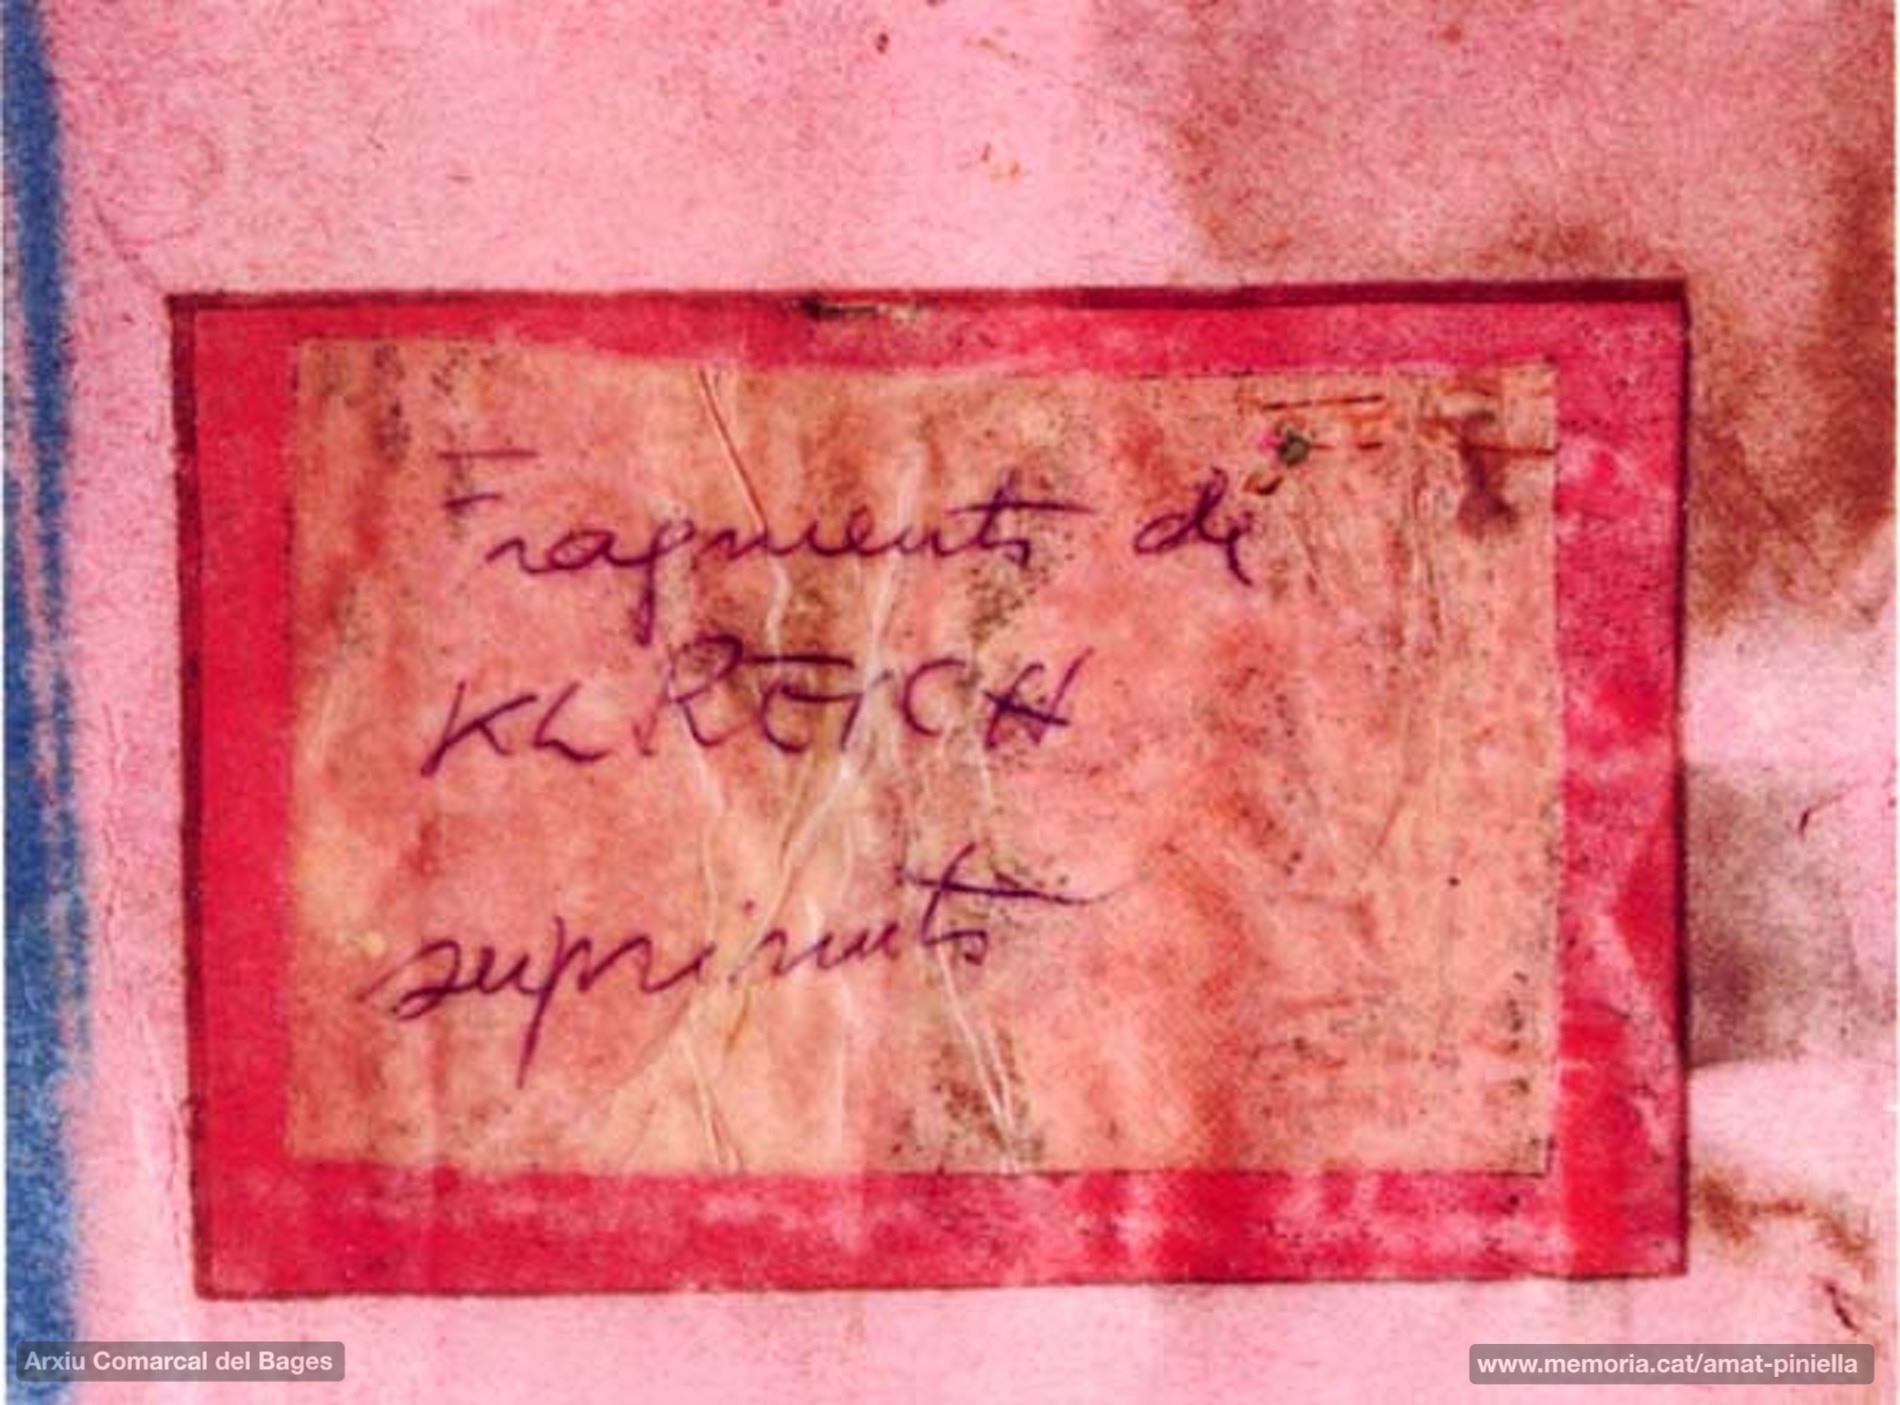 Fragments de
KL REICH
suprimits
Arxiu Comarcal del Bages
www.memoria.cat/amat-piniella